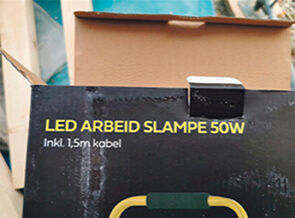 LED ARBEID SLAMPE 50W
Inkl. 1,5m kabel